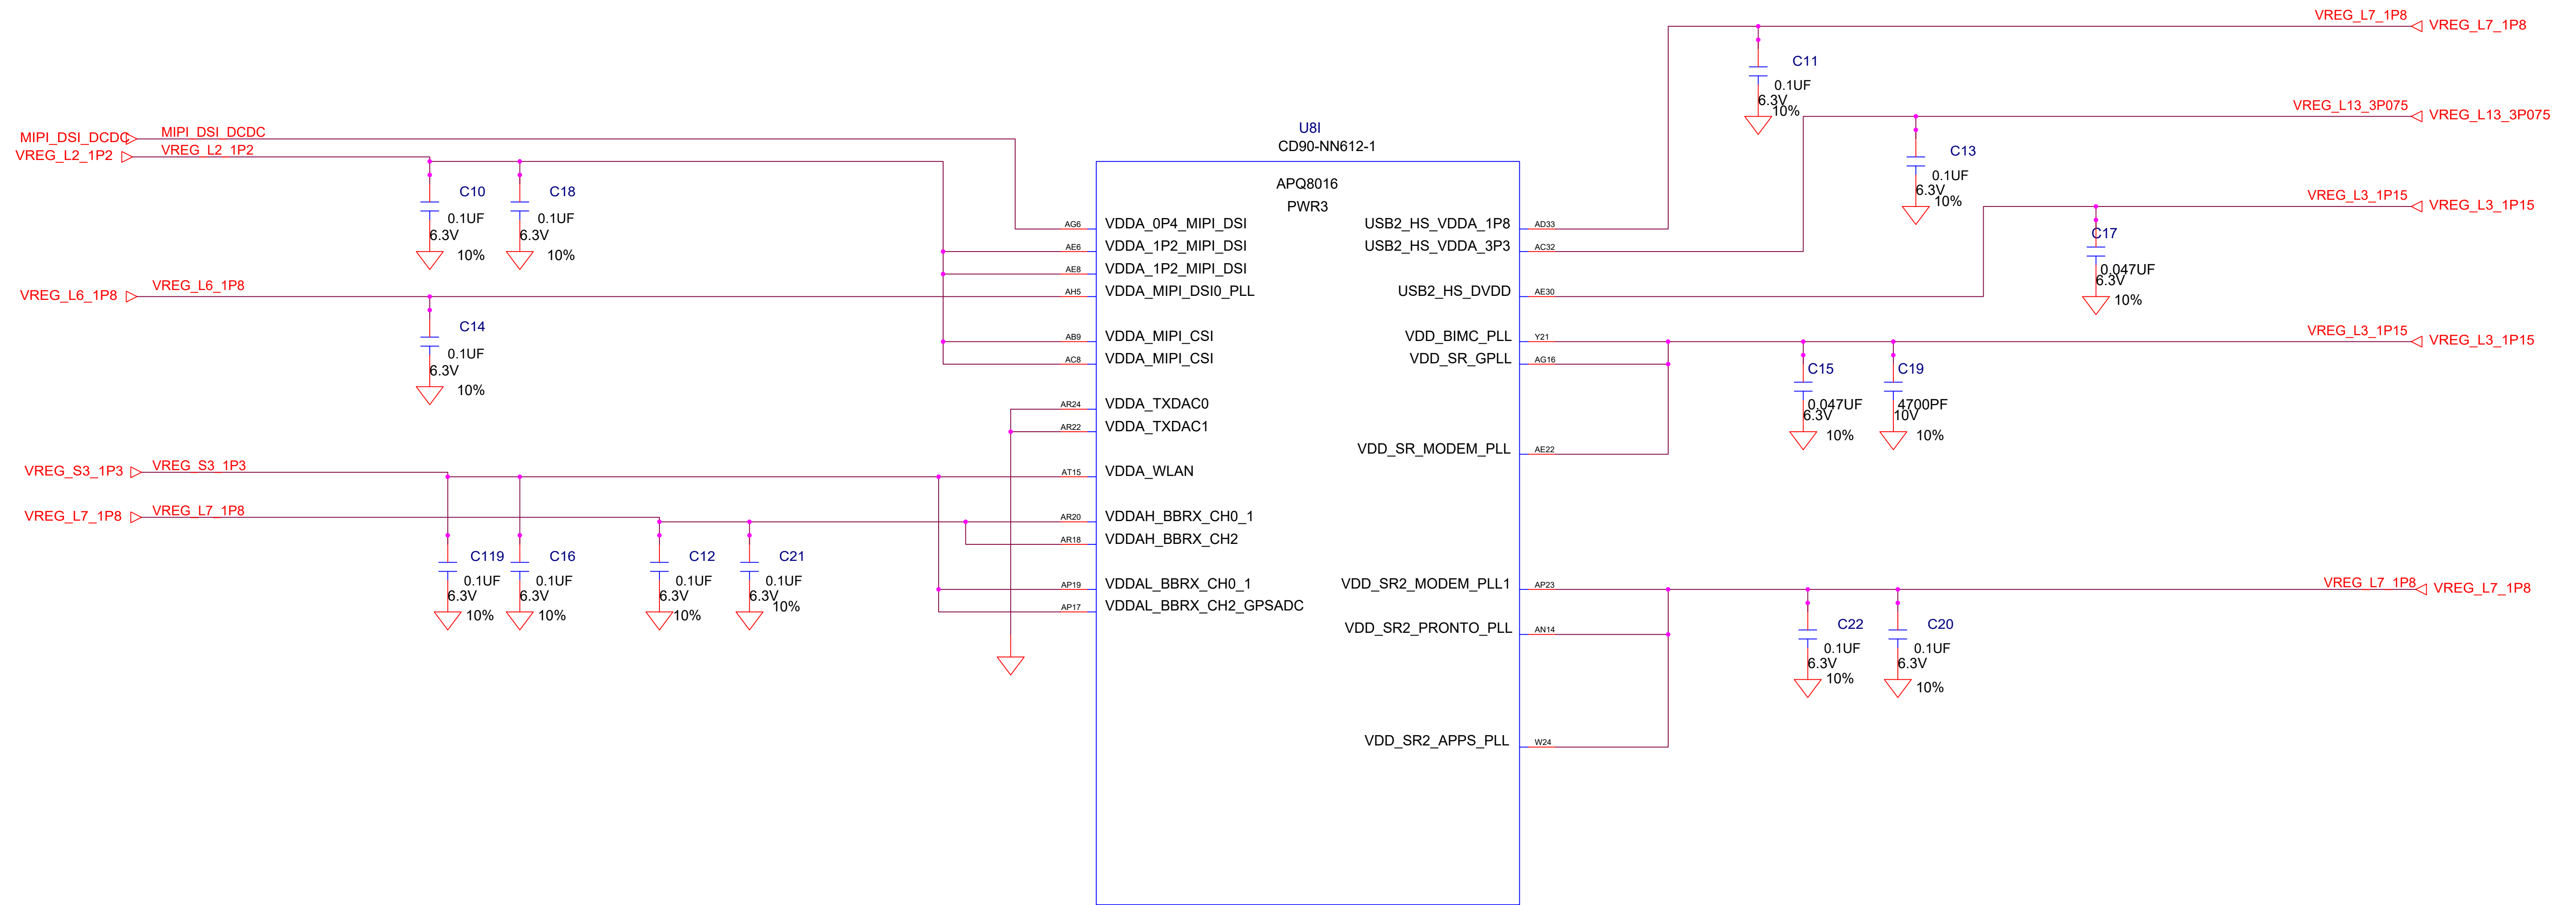 VREG_L7_1P8
VREG_L7_1P8
C11
0.1UF
6.3V
10%
VREG_L13_3P075
VREG_L13_3P075
MIPI_DSI_DCDC
MIPI_DSI_DCDC
VREG_L2_1P2
VREG_L2_1P2
U8I
CD90-NN612-1
C13
0.1UF
6.3V
10%
APQ8016
PWR3
C10
0.1UF
6.3V
10%
C18
0.1UF
6.3V
10%
VREG_L3_1P15
VREG_L3_1P15
C17
0.047UF
6.3V
10%
AG6
VDDA_0P4_MIPI_DSI
USB2_HS_VDDA_1P8
AD33
AE6
VDDA_1P2_MIPI_DSI
USB2_HS_VDDA_3P3
AC32
AE8
VDDA_1P2_MIPI_DSI
VREG_L6_1P8
VREG_L6_1P8
AH5
VDDA_MIPI_DSI0_PLL
USB2_HS_DVDD
AE30
C14
0.1UF
6.3V
10%
AB9
VDDA_MIPI_CSI
VDD_BIMC_PLL
Y21
VREG_L3_1P15
VREG_L3_1P15
AC8
VDDA_MIPI_CSI
VDD_SR_GPLL
AG16
C15
0.047UF
6.3V
10%
C19
4700PF
10V
10%
AR24
VDDA_TXDAC0
AR22
VDDA_TXDAC1
VDD_SR_MODEM_PLL
AE22
VREG_S3_1P3
VREG_S3_1P3
AT15
VDDA_WLAN
VREG_L7_1P8
VREG_L7_1P8
AR20
VDDAH_BBRX_CH0_1
AR18
VDDAH_BBRX_CH2
C119
0.1UF
6.3V
10%
C16
0.1UF
6.3V
10%
C12
0.1UF
6.3V
10%
C21
0.1UF
6.3V
10%
AP19
VDDAL_BBRX_CH0_1
VDD_SR2_MODEM_PLL1
AP23
VREG_L7_1P8
VREG_L7_1P8
AP17
VDDAL_BBRX_CH2_GPSADC
VDD_SR2_PRONTO_PLL
AN14
C22
0.1UF
6.3V
10%
C20
0.1UF
6.3V
10%
VDD_SR2_APPS_PLL
W24